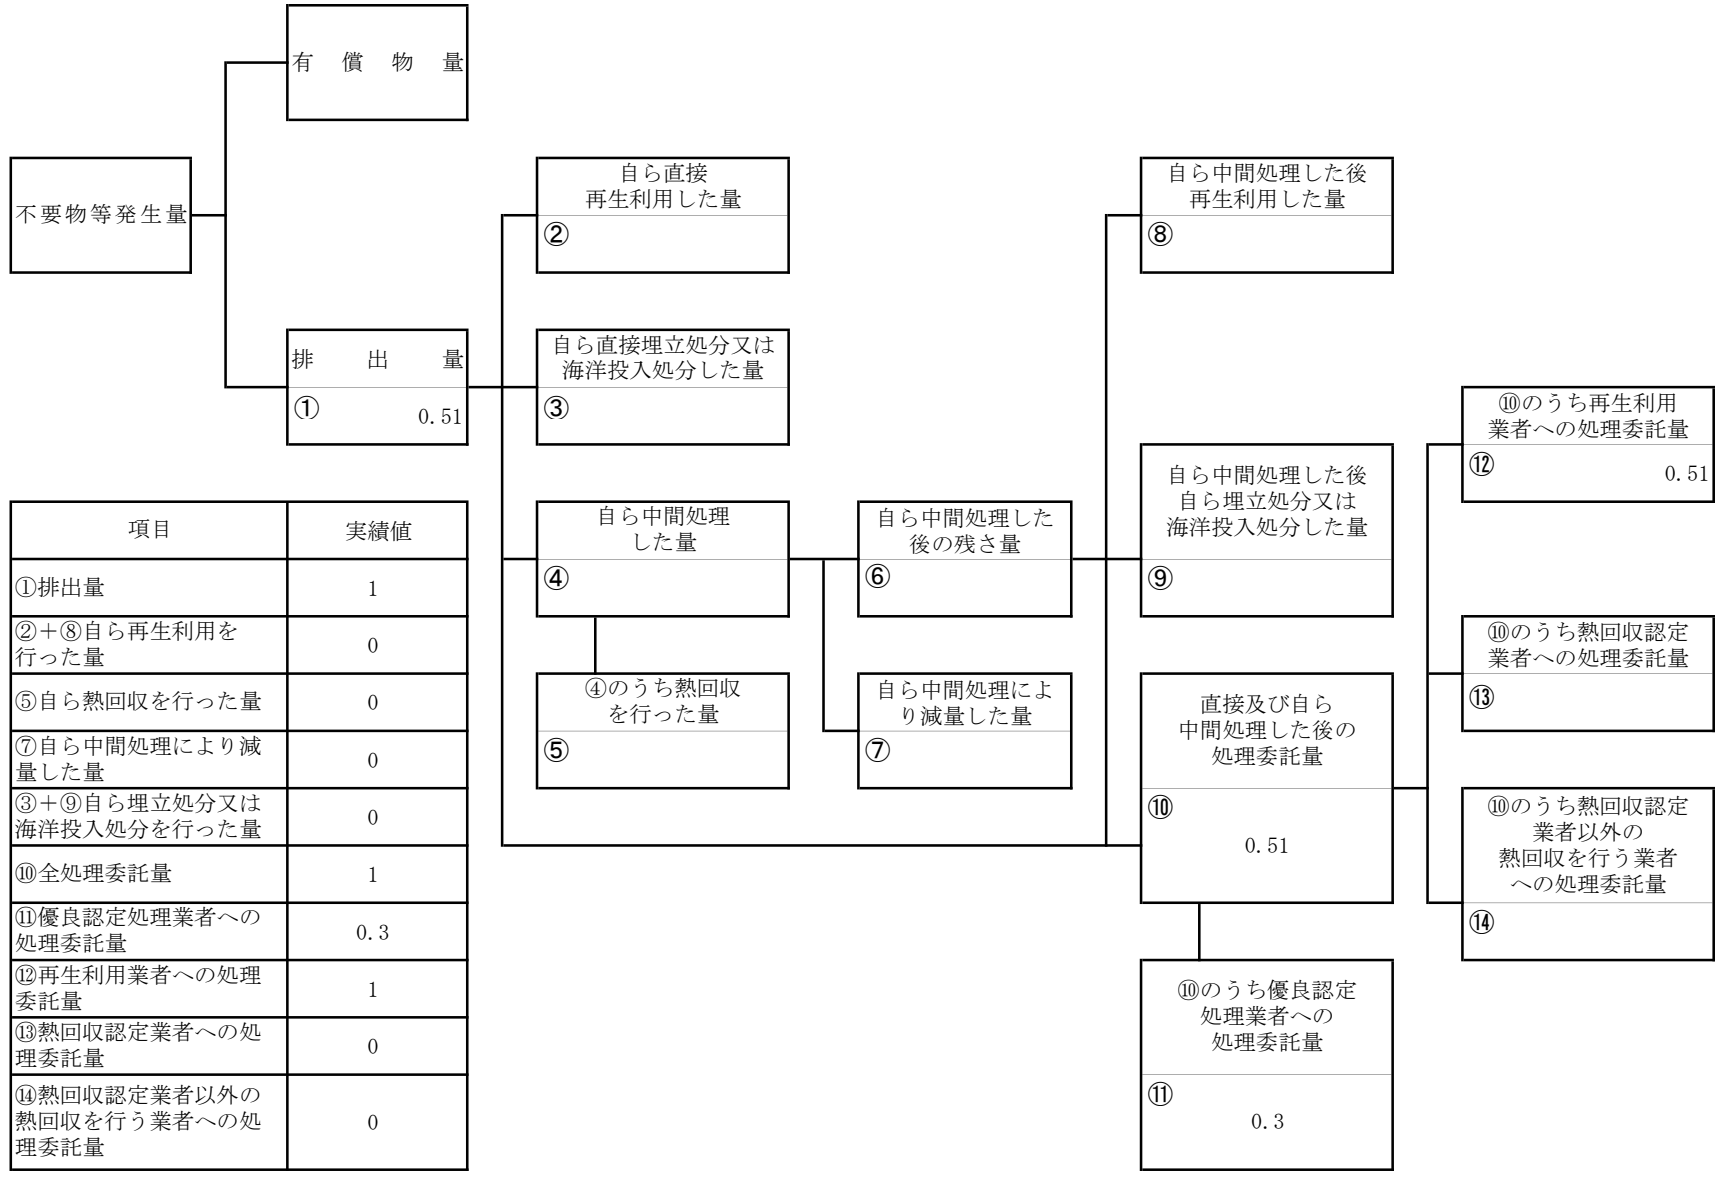 有償物量
不要物等発生量
排出量
①
0.51
自ら直接
再生利用した量
②
自ら直接埋立処分又は
海洋投入処分した量
③
自ら中間処理
した量
④
④のうち熱回収
を行った量
⑤
自ら中間処理した
後の残さ量
⑥
自ら中間処理によ
り減量した量
⑦
自ら中間処理した後
再生利用した量
⑧
自ら中間処理した後
自ら埋立処分又は
海洋投入処分した量
⑨
直接及び自ら
中間処理した後の
処理委託量
⑩
0.51
⑩のうち優良認定
処理業者への
処理委託量
⑪
0.3
⑩のうち再生利用
業者への処理委託量
⑫
0.51
⑩のうち熱回収認定
業者への処理委託量
⑬
⑩のうち熱回収認定
業者以外の
熱回収を行う業者
への処理委託量
⑭
項目 実績値
①排出量 1
②＋⑧自ら再生利用を
行った量 0
⑤自ら熱回収を行った量 0
⑦自ら中間処理により減
量した量 0
③＋⑨自ら埋立処分又は
海洋投入処分を行った量 0
⑩全処理委託量 1
⑪優良認定処理業者への
処理委託量 0.3
⑫再生利用業者への処理
委託量 1
⑬熱回収認定業者への処
理委託量 0
⑭熱回収認定業者以外の
熱回収を行う業者への処
理委託量 0